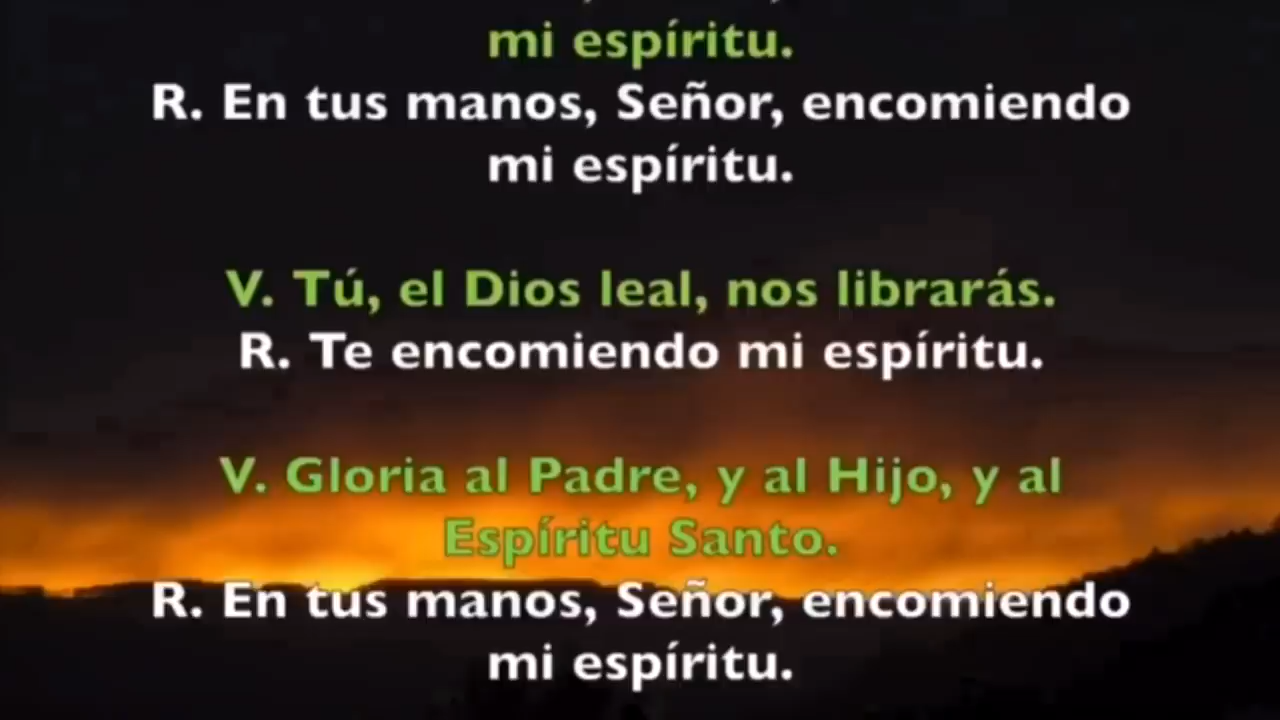 mi espíritu.
R. En tus manos, Señor, encomiendo
mi espíritu.
V. Tú, el Dios leal, nos librarás.
R. Te encomiendo mi espíritu.
V. Gloria al Padre, y al Hijo, y al
Espíritu Santo.
R. En tus manos, Señor, encomiendo
mi espíritu.